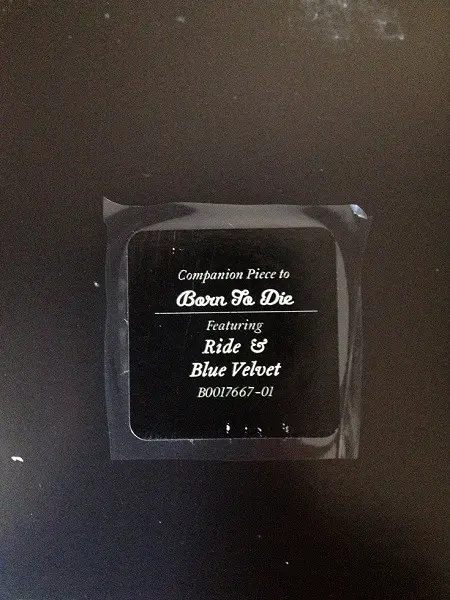 Companion Piece to
Born To Die
Featuring
Ride &
Blue Velvet
B0017667-01